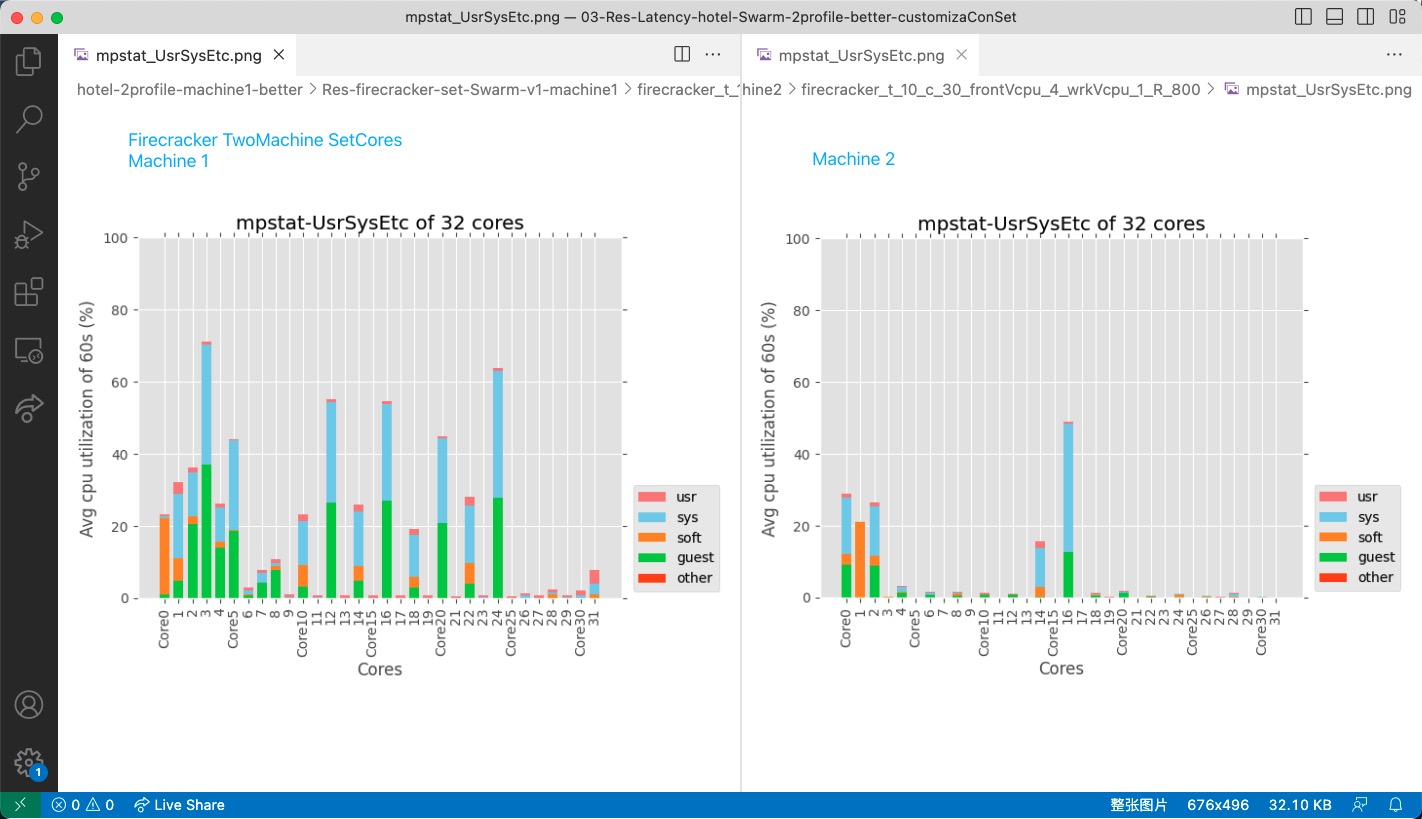 mpstat_UsrSysEtc.png — 03-Res-Latency-hotel-Swarm-2profile-better-customizaConSet
mpstat_UsrSysEtc.png
hotel-2profile-machine1-better > Res-firecracker-set-Swarm-v1-machine1 > firecracker_t_1
Firecracker TwoMachine SetCores
Machine 1
mpstat-UsrSysEtc of 32 cores
Avg cpu utilization of 60s (%)
100
80
60
40
20
0
Core0 1 2 3 4 Core5 6 7 8 9 Core10 11 12 13 14 Core15 16 17 18 19 Core20 21 22 23 24 Core25 26 27 28 29 Core30 31
Cores
usr
sys
soft
guest
other
mpstat_UsrSysEtc.png
hine2 > firecracker_t_10_c_30_frontVcpu_4_wrkVcpu_1_R_800 > mpstat_UsrSysEtc.png
Machine 2
mpstat-UsrSysEtc of 32 cores
Avg cpu utilization of 60s (%)
100
80
60
40
20
0
Core0 1 2 3 4 Core5 6 7 8 9 Core10 11 12 13 14 Core15 16 17 18 19 Core20 21 22 23 24 Core25 26 27 28 29 Core30 31
Cores
usr
sys
soft
guest
other
1
0 0 Live Share
整张图片 676x496 32.10 KB